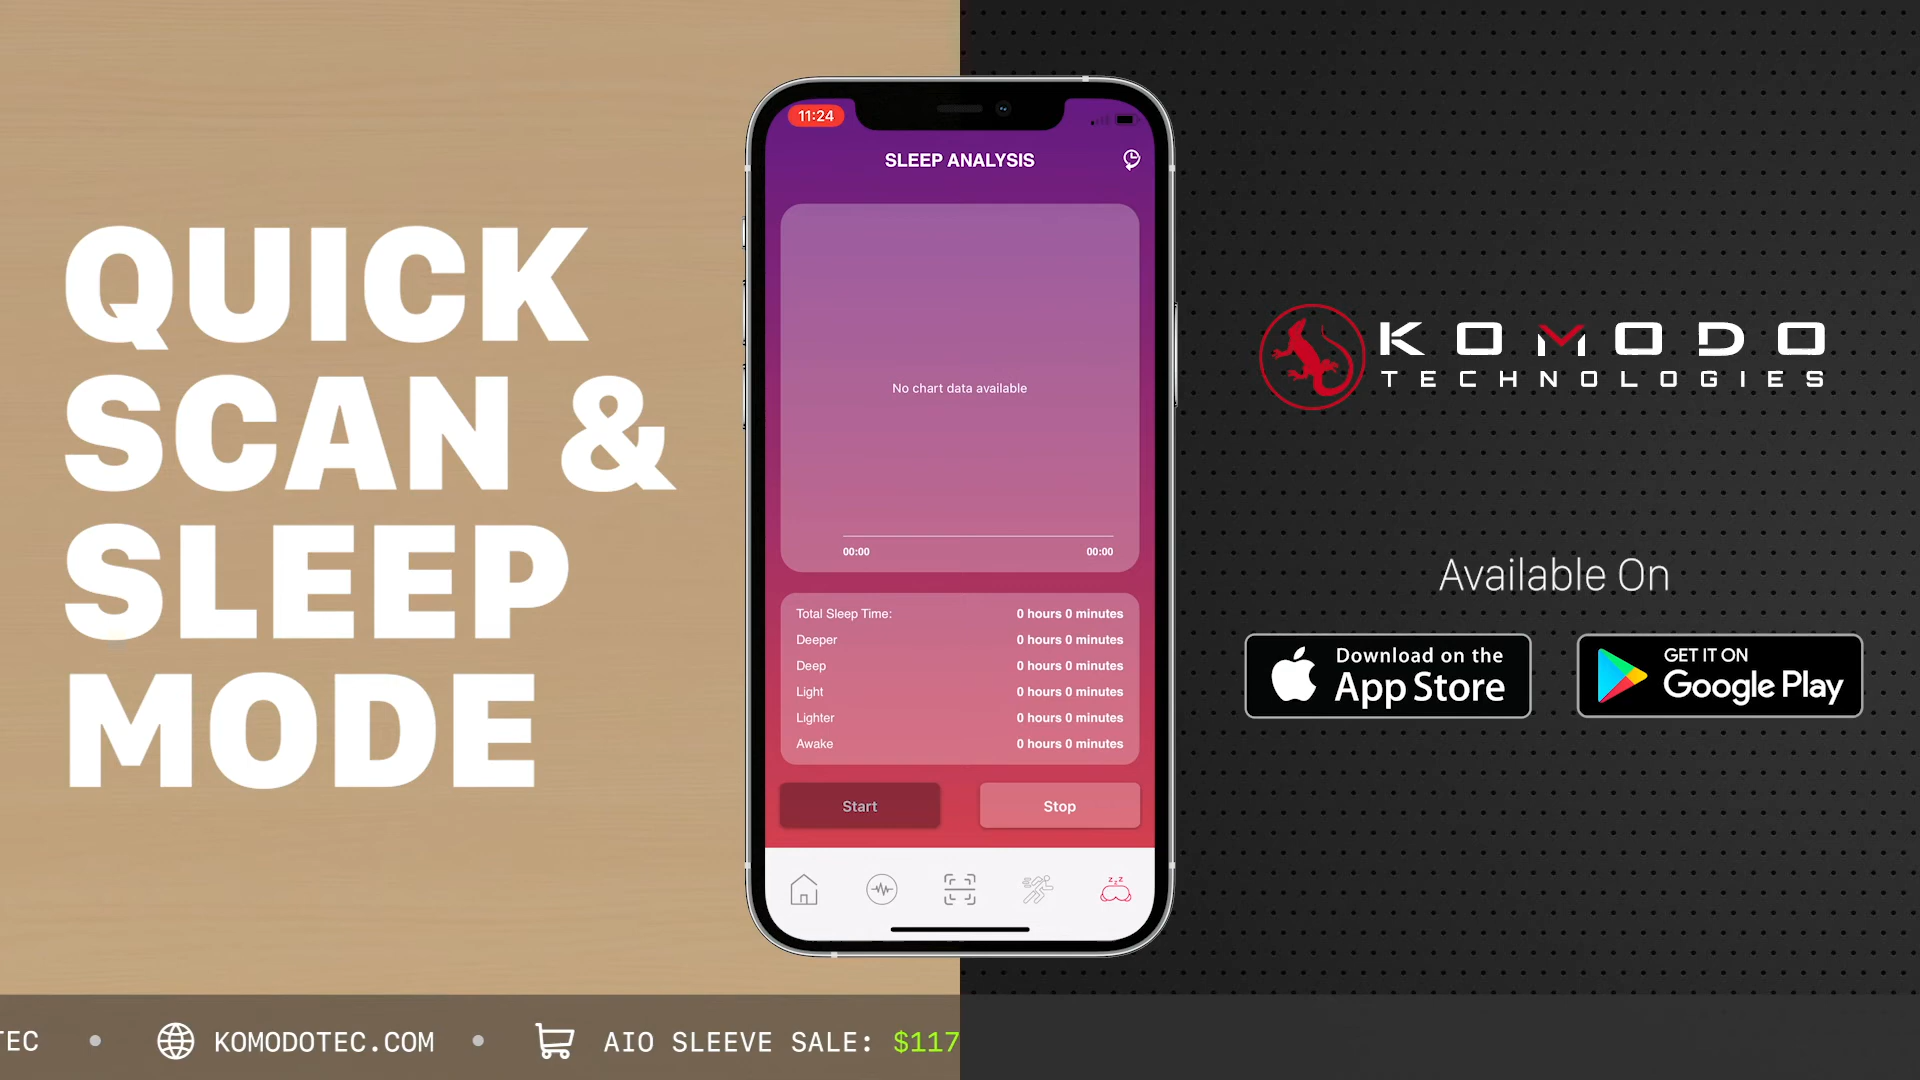 QUICK
SCAN &
SLEEP
MODE
11:24
SLEEP ANALYSIS
No chart data available
00:00 00:00
Total Sleep Time: 0 hours 0 minutes
Deeper 0 hours 0 minutes
Deep 0 hours 0 minutes
Light 0 hours 0 minutes
Lighter 0 hours 0 minutes
Awake 0 hours 0 minutes
Start Stop
zzz
KOMODO
TECHNOLOGIES
Available On
Download on the
App Store
GET IT ON
Google Play
TEC • KOMODOTEC.COM • AIO SLEEVE SALE: $117